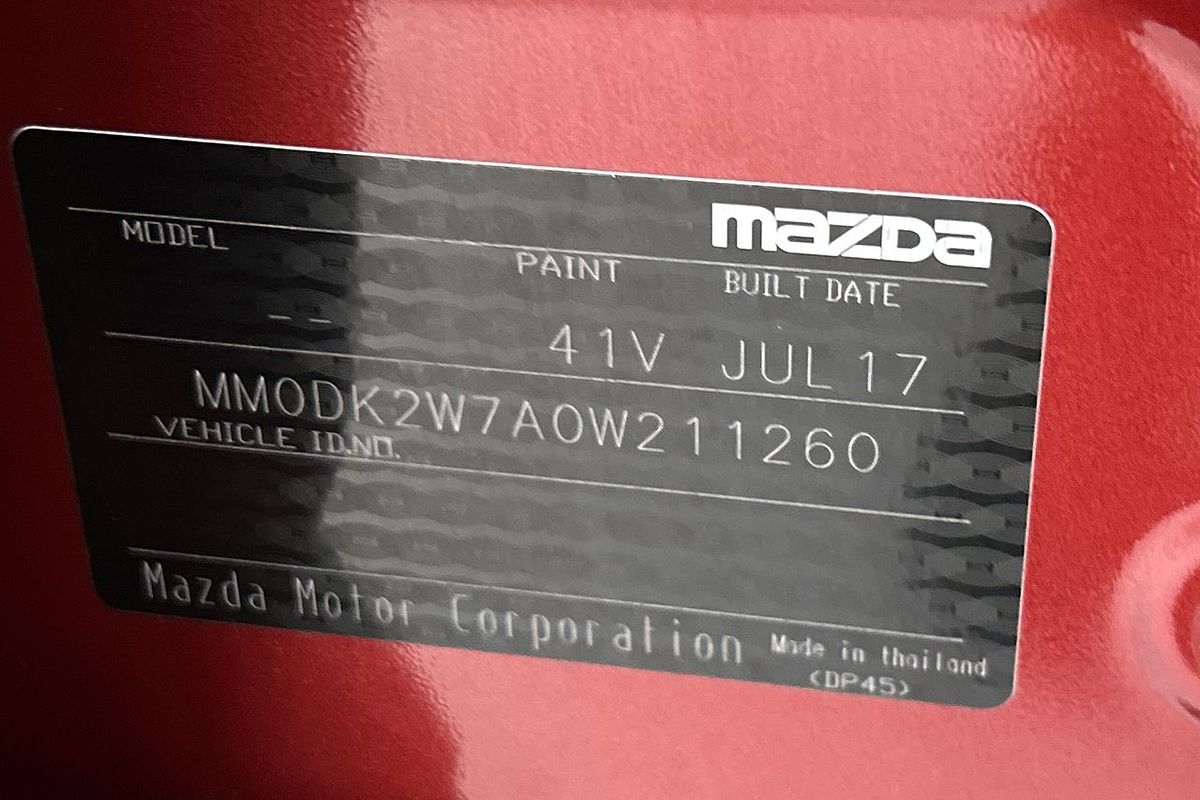 mazda
MODEL PAINT BUILT DATE
-- 41V JUL 17
MM0DK2W7A0W211260
VEHICLE ID.NO.
Mazda Motor Corporation Made in thailand
(DP45)